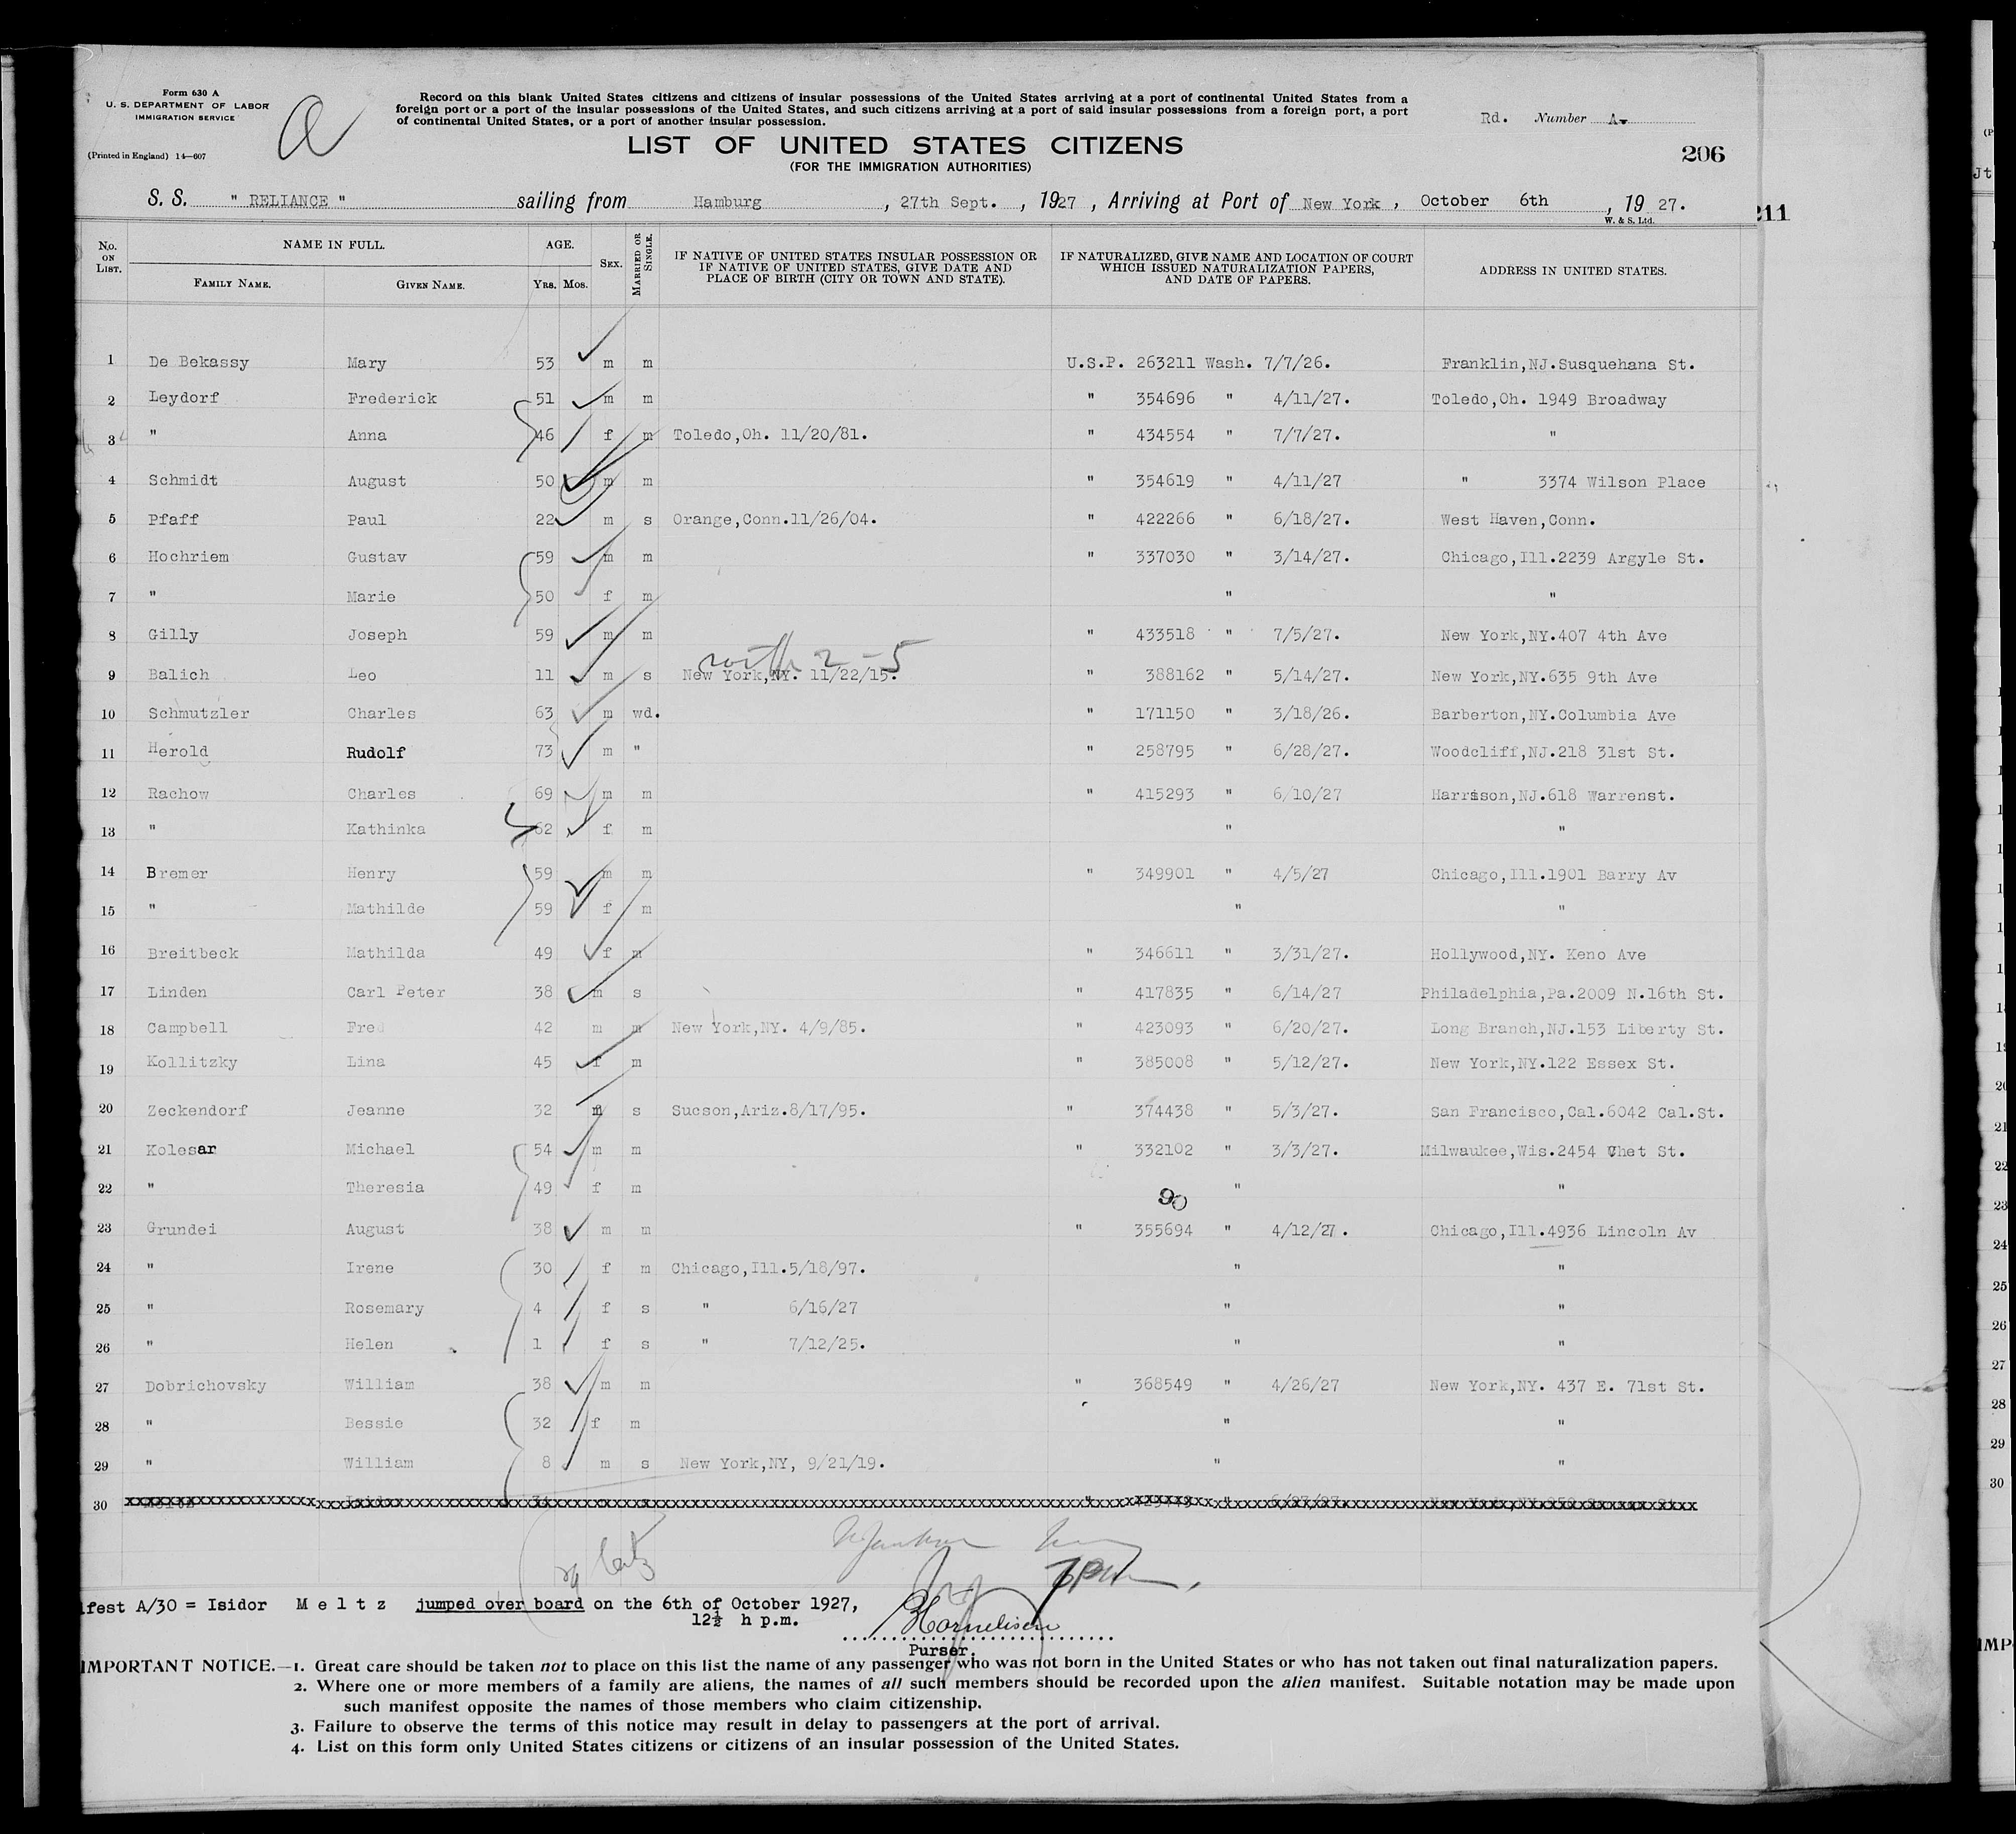 Form 630 A
U. S. DEPARTMENT OF LABOR
IMMIGRATION SERVICE
(Printed in England) 14—607
a
Record on this blank United States citizens and citizens of insular possessions of the United States arriving at a port of continental United States from a
foreign port or a port of the insular possessions of the United States, and such citizens arriving at a port of said insular possessions from a foreign port, a port
of continental United States, or a port of another insular possession.
Rd. Number A
LIST OF UNITED STATES CITIZENS
(FOR THE IMMIGRATION AUTHORITIES)
206
S. S. " RELIANCE " sailing from Hamburg , 27th Sept. , 1927 , Arriving at Port of New York , October 6th , 19 27.
W. & S. Ltd.
211
No. ON LIST. NAME IN FULL. FAMILY NAME. GIVEN NAME. AGE. YRS. MOS. SEX. MARRIED OR SINGLE. IF NATIVE OF UNITED STATES INSULAR POSSESSION OR IF NATIVE OF UNITED STATES, GIVE DATE AND PLACE OF BIRTH (CITY OR TOWN AND STATE). IF NATURALIZED, GIVE NAME AND LOCATION OF COURT WHICH ISSUED NATURALIZATION PAPERS, AND DATE OF PAPERS. ADDRESS IN UNITED STATES.
1 De Bekassy Mary 53 m m U.S.P. 263211 Wash. 7/7/26. Franklin,NJ.Susquehana St.
2 Leydorf Frederick 51 m m " 354696 " 4/11/27. Toledo,Oh. 1949 Broadway
3 " Anna 46 f m Toledo,Oh. 11/20/81. " 434554 " 7/7/27. "
4 Schmidt August 50 m m " 354619 " 4/11/27 " 3374 Wilson Place
5 Pfaff Paul 22 m s Orange,Conn.11/26/04. " 422266 " 6/18/27. West Haven,Conn.
6 Hochriem Gustav 59 m m " 337030 " 3/14/27. Chicago,Ill.2239 Argyle St.
7 " Marie 50 f m " "
8 Gilly Joseph 59 m m " 433518 " 7/5/27. New York,NY.407 4th Ave
with 2-5
9 Balich Leo 11 m s New York,NY. 11/22/15. " 388162 " 5/14/27. New York,NY.635 9th Ave
10 Schmutzler Charles 63 m wd. " 171150 " 3/18/26. Barberton,NY.Columbia Ave
11 Herold Rudolf 73 m " " 258795 " 6/28/27. Woodcliff,NJ.218 31st St.
12 Rachow Charles 69 m m " 415293 " 6/10/27 Harrison,NJ.618 Warrenst.
13 " Kathinka 62 f m " "
14 Bremer Henry 59 m m " 349901 " 4/5/27 Chicago,Ill.1901 Barry Av
15 " Mathilde 59 f m " "
16 Breitbeck Mathilda 49 f m " 346611 " 3/31/27. Hollywood,NY. Keno Ave
17 Linden Carl Peter 38 m s " 417835 " 6/14/27 Philadelphia,Pa.2009 N.16th St.
18 Campbell Fred 42 m m New York,NY. 4/9/85. " 423093 " 6/20/27. Long Branch,NJ.153 Liberty St.
19 Kollitzky Lina 45 f m " 385008 " 5/12/27. New York,NY.122 Essex St.
20 Zeckendorf Jeanne 32 s Sucson,Ariz.8/17/95. " 374438 " 5/3/27. San Francisco,Cal.6042 Cal.St.
21 Kolesar Michael 54 m m " 332102 " 3/3/27. Milwaukee,Wis.2454 Chet St.
22 " Theresia 49 f m " "
90
23 Grundei August 38 m m " 355694 " 4/12/27. Chicago,Ill.4936 Lincoln Av
24 " Irene 30 f m Chicago,Ill.5/18/97. " "
25 " Rosemary 4 f s " 6/16/27 " "
26 " Helen 1 f s " 7/12/25. " "
27 Dobrichovsky William 38 m m " 368549 " 4/26/27 New York,NY. 437 E. 71st St.
28 " Bessie 32 f m " "
29 " William 8 m s New York,NY, 9/21/19. " "
30
29
ifest A/30 = Isidor Meltz jumped over board on the 6th of October 1927,
12½ h p.m.
Purser.
IMPORTANT NOTICE.—1. Great care should be taken not to place on this list the name of any passenger who was not born in the United States or who has not taken out final naturalization papers.
2. Where one or more members of a family are aliens, the names of all such members should be recorded upon the alien manifest. Suitable notation may be made upon
such manifest opposite the names of those members who claim citizenship.
3. Failure to observe the terms of this notice may result in delay to passengers at the port of arrival.
4. List on this form only United States citizens or citizens of an insular possession of the United States.